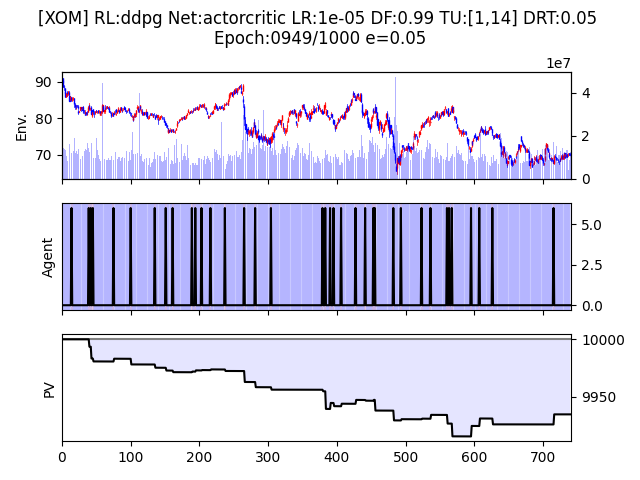 [XOM] RL:ddpg Net:actorcritic LR:1e-05 DF:0.99 TU:[1,14] DRT:0.05
Epoch:0949/1000 e=0.05
1e7
90
80
70
Env.
4
2
0
Agent
5.0
2.5
0.0
PV
10000
9950
0 100 200 300 400 500 600 700